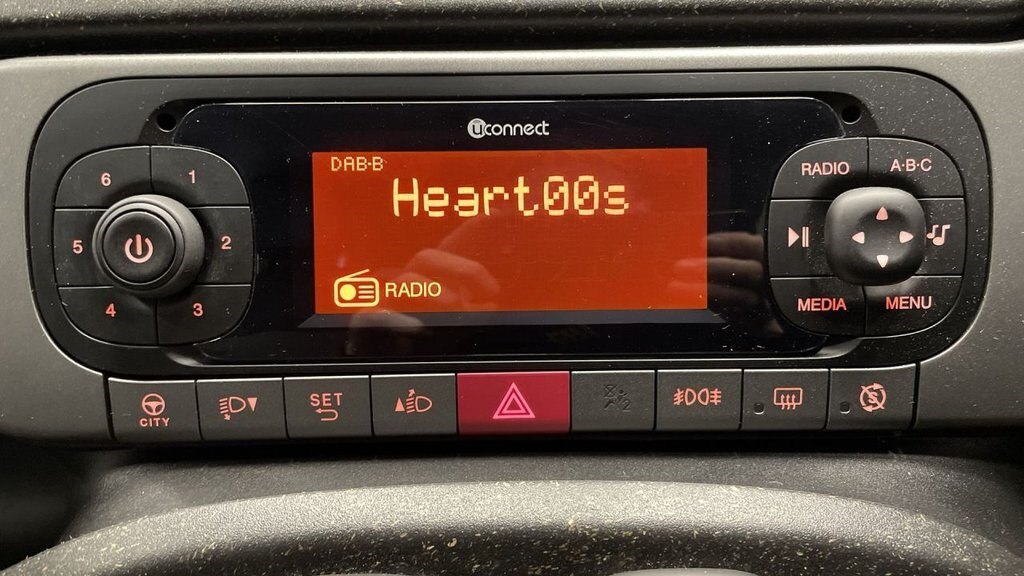 uconnect
DAB-B
Heart00s
RADIO
6 1
5 2
4 3
RADIO A·B·C
MEDIA MENU
CITY
SET